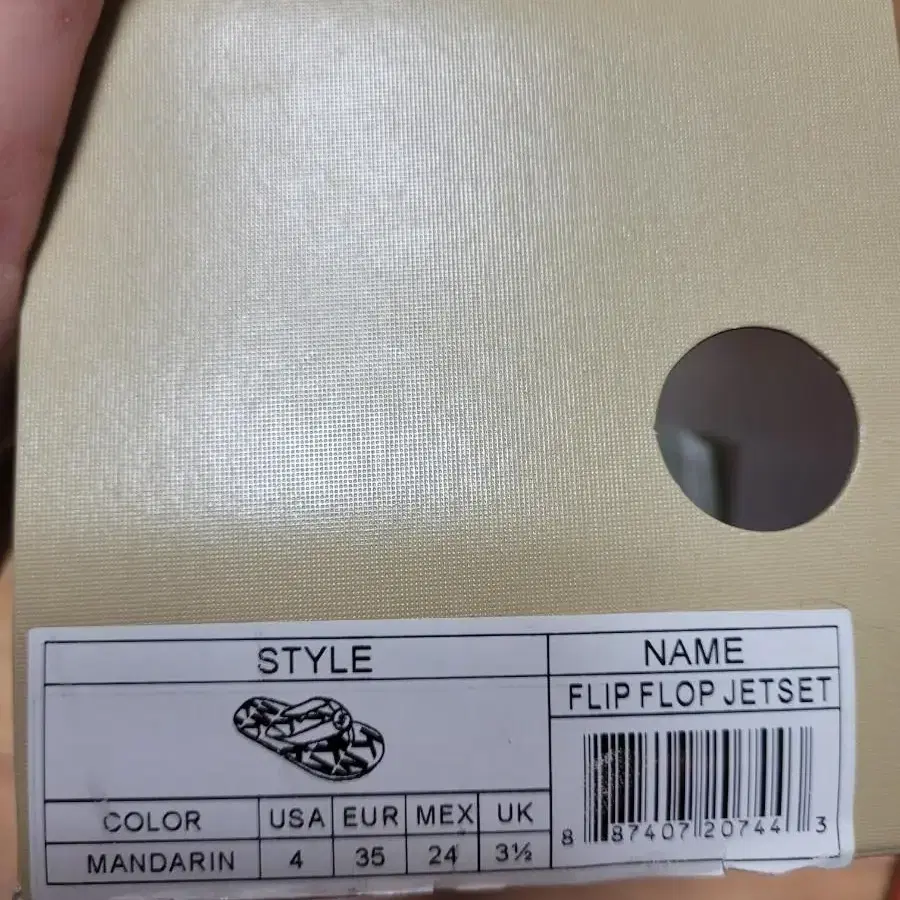 STYLE
NAME
FLIP FLOP JETSET
COLOR USA EUR MEX UK
MANDARIN 4 35 24 3½
8 87407 20744 3